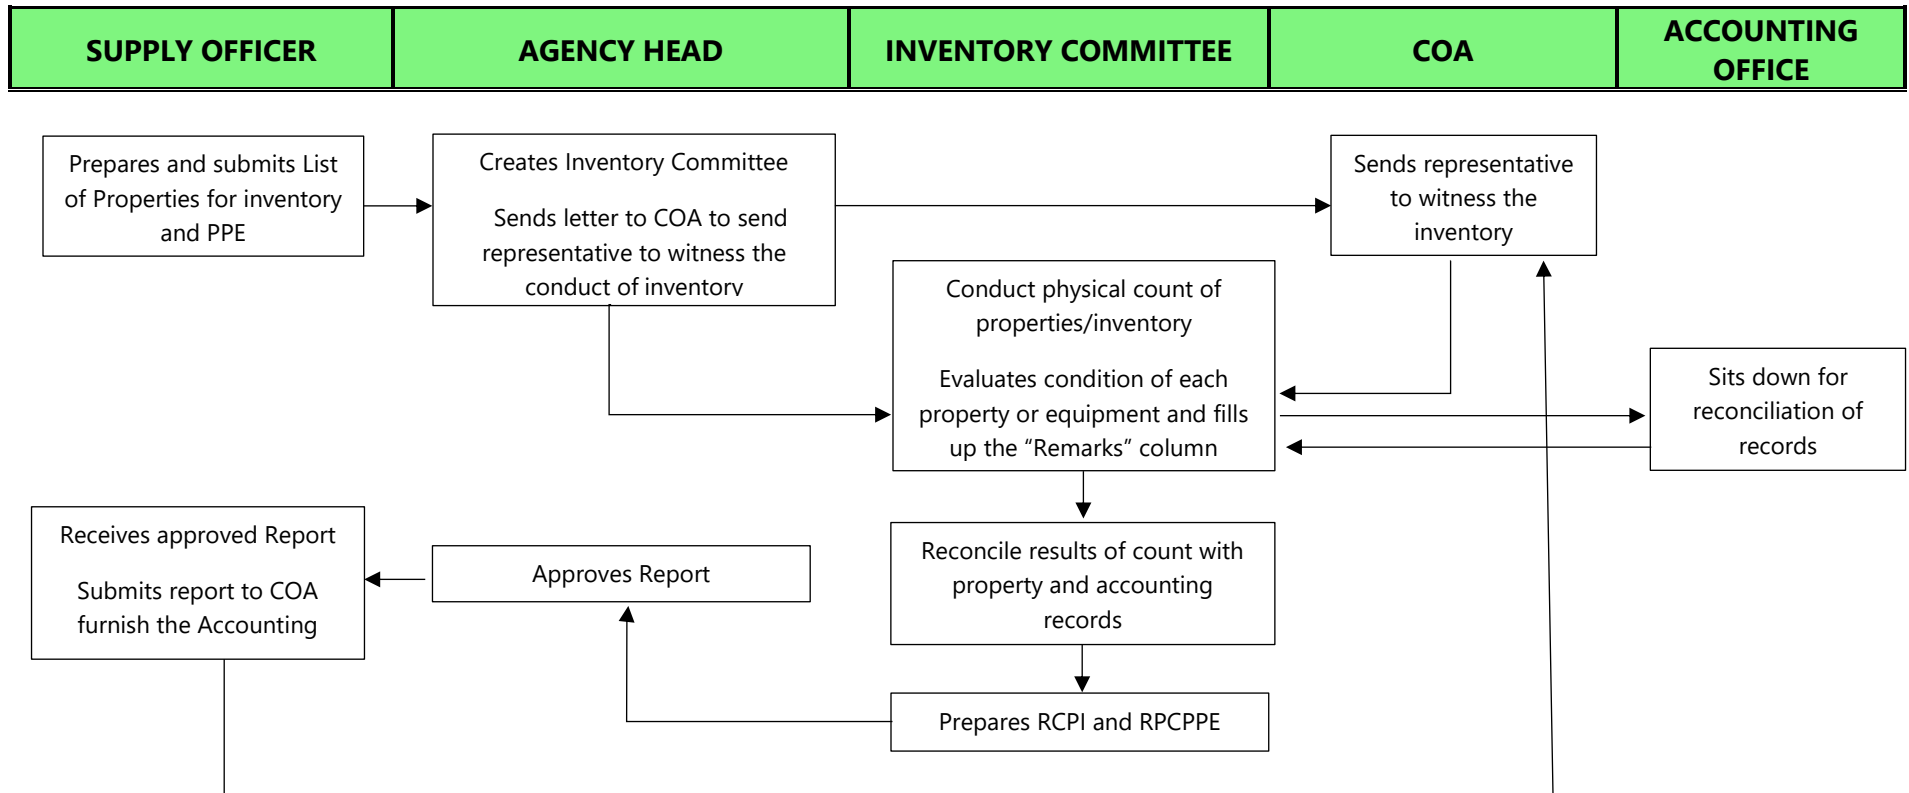 SUPPLY OFFICER
AGENCY HEAD
INVENTORY COMMITTEE
COA
ACCOUNTING
OFFICE
Prepares and submits List
of Properties for inventory
and PPE
Creates Inventory Committee
Sends letter to COA to send
representative to witness the
conduct of inventory
Sends representative
to witness the
inventory
Conduct physical count of
properties/inventory
Evaluates condition of each
property or equipment and fills
up the “Remarks” column
Sits down for
reconciliation of
records
Receives approved Report
Submits report to COA
furnish the Accounting
Approves Report
Reconcile results of count with
property and accounting
records
Prepares RCPI and RPCPPE